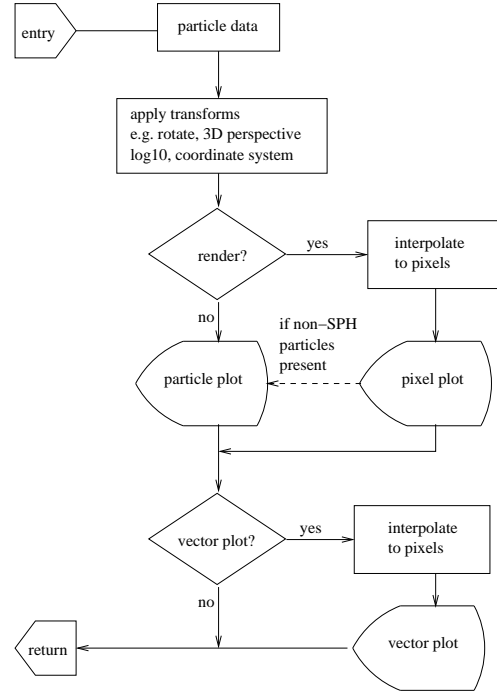 entry
particle data
apply transforms
e.g. rotate, 3D perspective
log10, coordinate system
render?
yes
interpolate
to pixels
no
if non−SPH
particles
present
particle plot
pixel plot
vector plot?
yes
interpolate
to pixels
no
return
vector plot